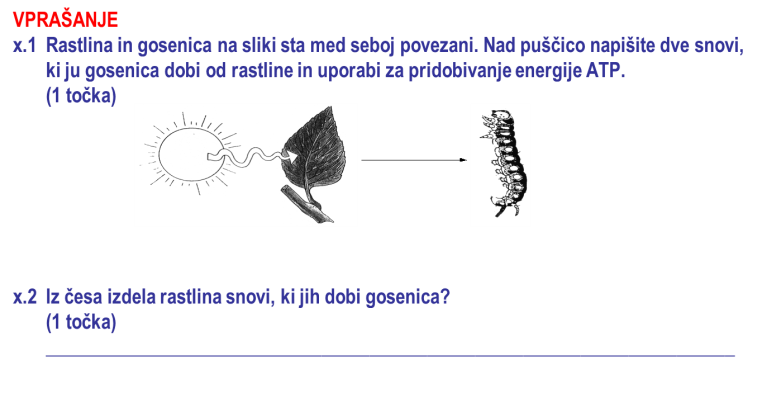 VPRAŠANJE
x.1 Rastlina in gosenica na sliki sta med seboj povezani. Nad puščico napišite dve snovi,
ki ju gosenica dobi od rastline in uporabi za pridobivanje energije ATP.
(1 točka)
x.2 Iz česa izdela rastlina snovi, ki jih dobi gosenica?
(1 točka)